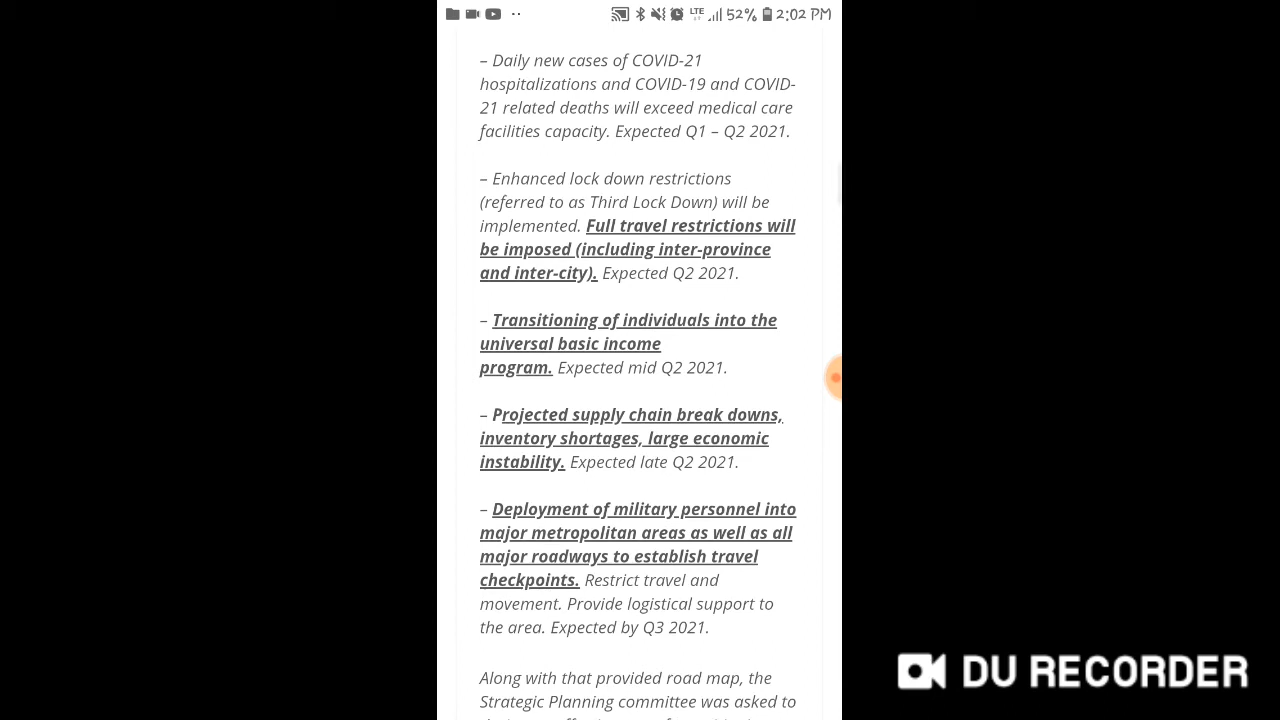 LTE 52% 2:02 PM
– Daily new cases of COVID-21
hospitalizations and COVID-19 and COVID-
21 related deaths will exceed medical care
facilities capacity. Expected Q1 – Q2 2021.
– Enhanced lock down restrictions
(referred to as Third Lock Down) will be
implemented. Full travel restrictions will
be imposed (including inter-province
and inter-city). Expected Q2 2021.
– Transitioning of individuals into the
universal basic income
program. Expected mid Q2 2021.
– Projected supply chain break downs,
inventory shortages, large economic
instability. Expected late Q2 2021.
– Deployment of military personnel into
major metropolitan areas as well as all
major roadways to establish travel
checkpoints. Restrict travel and
movement. Provide logistical support to
the area. Expected by Q3 2021.
Along with that provided road map, the
Strategic Planning committee was asked to
DU RECORDER